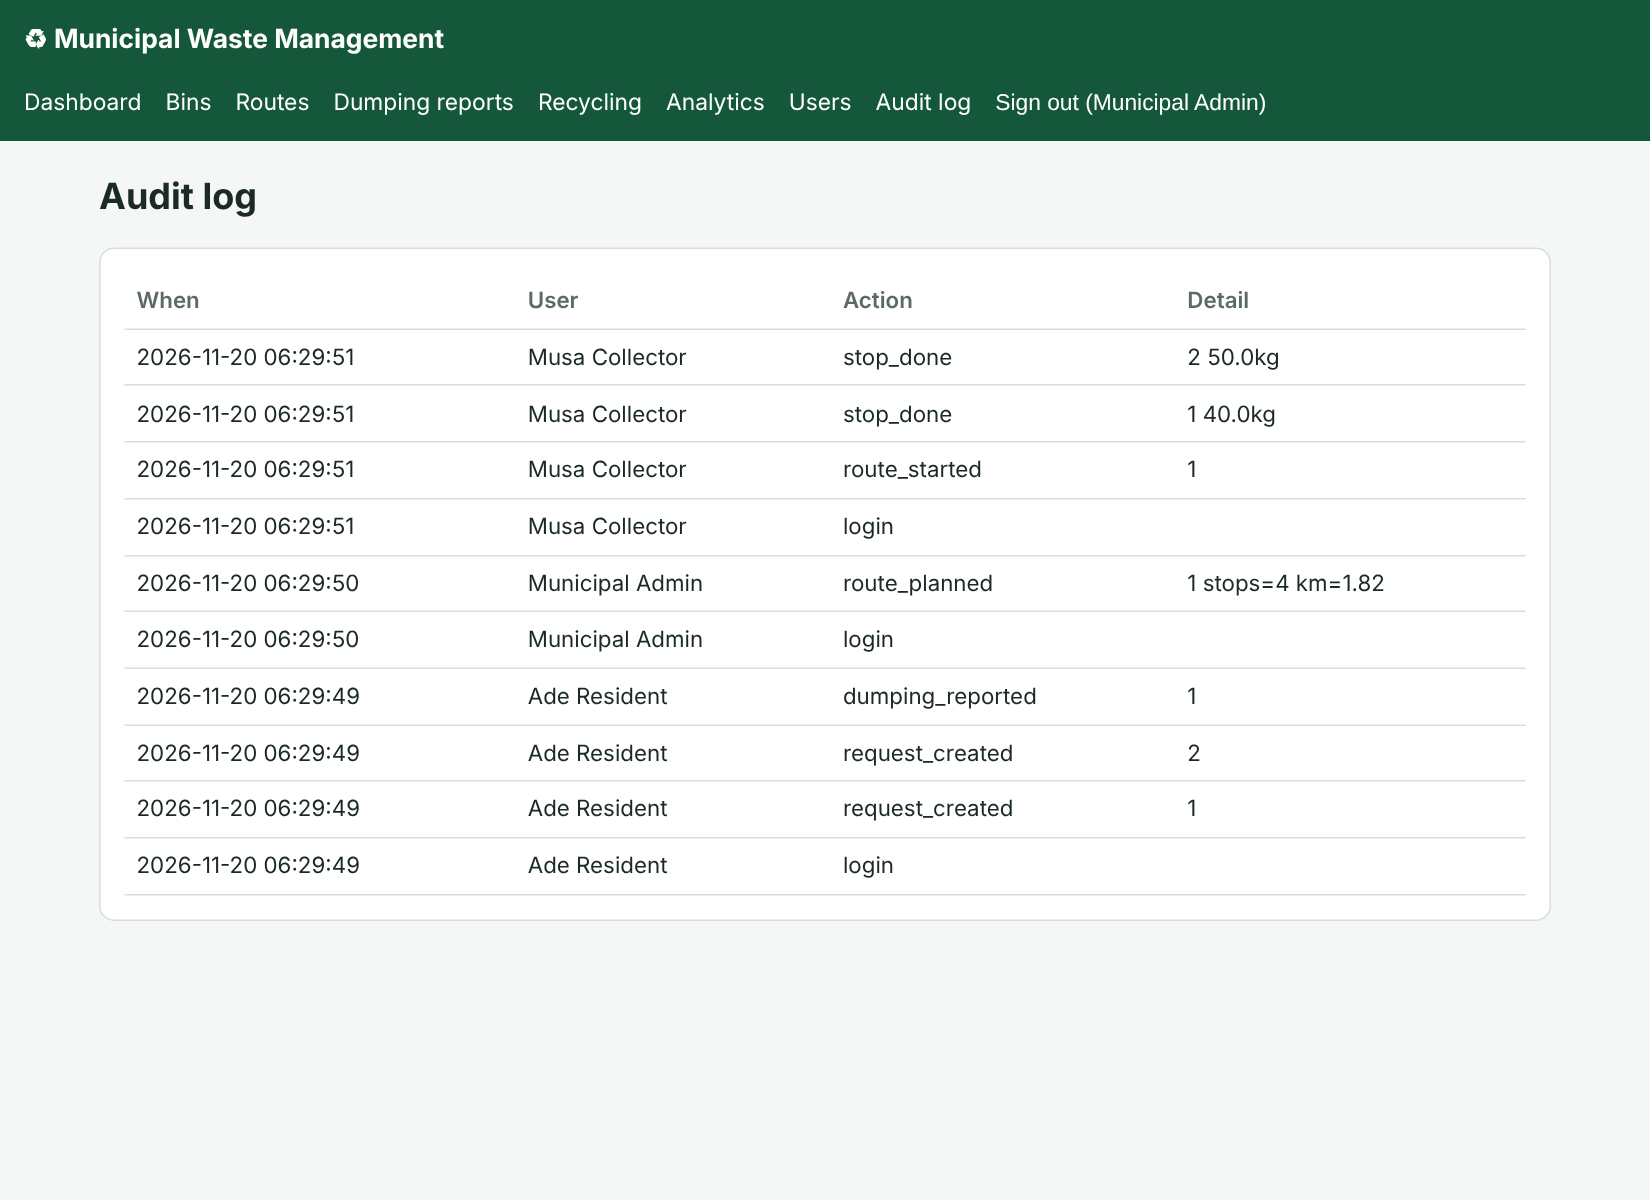 ♻ Municipal Waste Management
Dashboard Bins Routes Dumping reports Recycling Analytics Users Audit log Sign out (Municipal Admin)
Audit log
When User Action Detail
2026-11-20 06:29:51 Musa Collector stop_done 2 50.0kg
2026-11-20 06:29:51 Musa Collector stop_done 1 40.0kg
2026-11-20 06:29:51 Musa Collector route_started 1
2026-11-20 06:29:51 Musa Collector login
2026-11-20 06:29:50 Municipal Admin route_planned 1 stops=4 km=1.82
2026-11-20 06:29:50 Municipal Admin login
2026-11-20 06:29:49 Ade Resident dumping_reported 1
2026-11-20 06:29:49 Ade Resident request_created 2
2026-11-20 06:29:49 Ade Resident request_created 1
2026-11-20 06:29:49 Ade Resident login